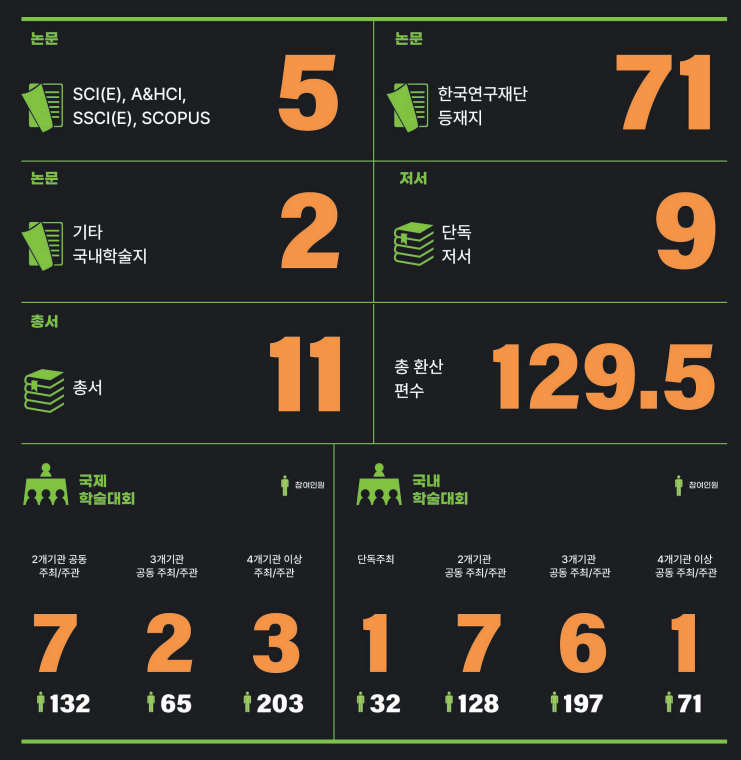 논문
SCI(E), A&HCI,
SSCI(E), SCOPUS
5
논문
한국연구재단
등재지
71
논문
기타
국내학술지
2
저서
단독
저서
9
총서
총서
11
총 환산
편수
129.5
국제
학술대회
참여인원
2개기관 공동
주최/주관
7
132
3개기관
공동 주최/주관
2
65
4개기관 이상
주최/주관
3
203
국내
학술대회
참여인원
단독주최
1
32
2개기관
공동 주최/주관
7
128
3개기관
공동 주최/주관
6
197
4개기관 이상
공동 주최/주관
1
71